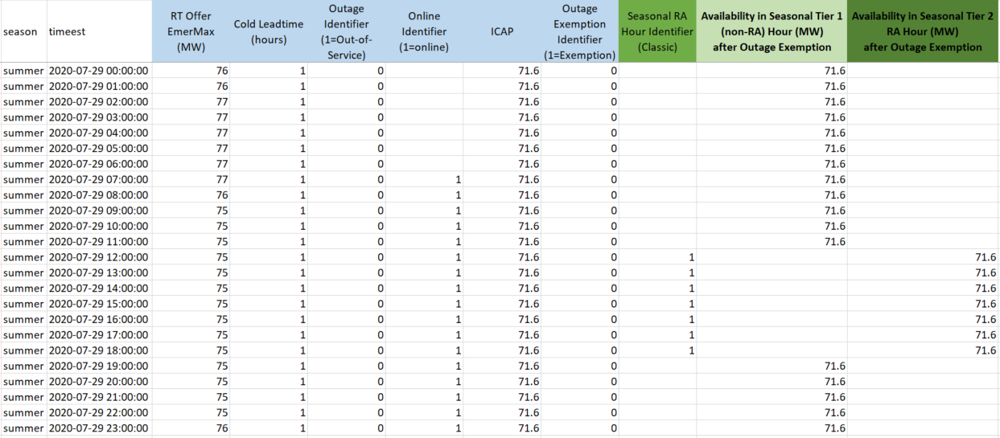 season timeest RT Offer EmerMax (MW) Cold Leadtime (hours) Outage Identifier (1=Out-of-Service) Online Identifier (1=online) ICAP Outage Exemption Identifier (1=Exemption) Seasonal RA Hour Identifier (Classic) Availability in Seasonal Tier 1 (non-RA) Hour (MW) after Outage Exemption Availability in Seasonal Tier 2 RA Hour (MW) after Outage Exemption
summer 2020-07-29 00:00:00 76 1 0 71.6 0 71.6
summer 2020-07-29 01:00:00 76 1 0 71.6 0 71.6
summer 2020-07-29 02:00:00 77 1 0 71.6 0 71.6
summer 2020-07-29 03:00:00 77 1 0 71.6 0 71.6
summer 2020-07-29 04:00:00 77 1 0 71.6 0 71.6
summer 2020-07-29 05:00:00 77 1 0 71.6 0 71.6
summer 2020-07-29 06:00:00 77 1 0 71.6 0 71.6
summer 2020-07-29 07:00:00 77 1 0 1 71.6 0 71.6
summer 2020-07-29 08:00:00 76 1 0 1 71.6 0 71.6
summer 2020-07-29 09:00:00 75 1 0 1 71.6 0 71.6
summer 2020-07-29 10:00:00 75 1 0 1 71.6 0 71.6
summer 2020-07-29 11:00:00 75 1 0 1 71.6 0 71.6
summer 2020-07-29 12:00:00 75 1 0 1 71.6 0 1 71.6
summer 2020-07-29 13:00:00 75 1 0 1 71.6 0 1 71.6
summer 2020-07-29 14:00:00 75 1 0 1 71.6 0 1 71.6
summer 2020-07-29 15:00:00 75 1 0 1 71.6 0 1 71.6
summer 2020-07-29 16:00:00 75 1 0 1 71.6 0 1 71.6
summer 2020-07-29 17:00:00 75 1 0 1 71.6 0 1 71.6
summer 2020-07-29 18:00:00 75 1 0 1 71.6 0 1 71.6
summer 2020-07-29 19:00:00 75 1 0 1 71.6 0 71.6
summer 2020-07-29 20:00:00 75 1 0 1 71.6 0 71.6
summer 2020-07-29 21:00:00 75 1 0 1 71.6 0 71.6
summer 2020-07-29 22:00:00 75 1 0 1 71.6 0 71.6
summer 2020-07-29 23:00:00 76 1 0 1 71.6 0 71.6